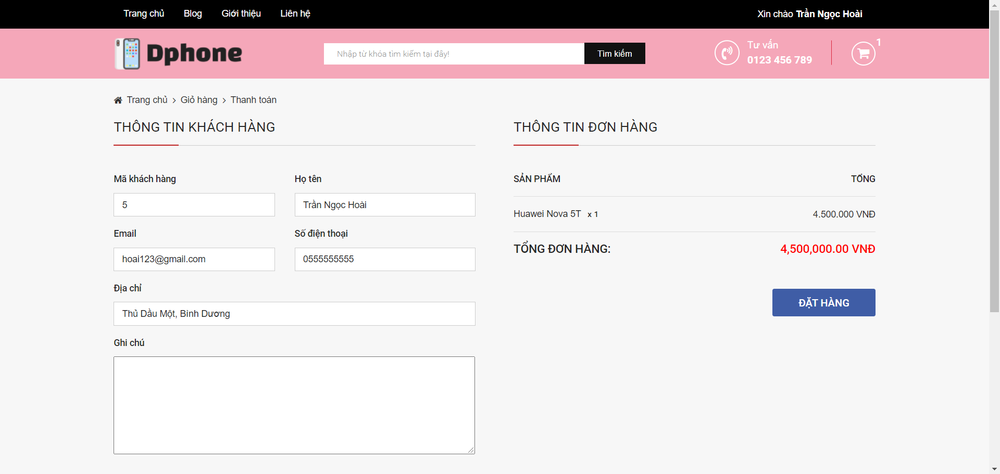 Trang chủ Blog Giới thiệu Liên hệ Xin chào Trần Ngọc Hoài
Dphone
Nhập từ khóa tìm kiếm tại đây! Tìm kiếm
Tư vấn
0123 456 789
1
Trang chủ > Giỏ hàng > Thanh toán
THÔNG TIN KHÁCH HÀNG
Mã khách hàng Họ tên
5 Trần Ngọc Hoài
Email Số điện thoại
hoai123@gmail.com 0555555555
Địa chỉ
Thủ Dầu Một, Bình Dương
Ghi chú
THÔNG TIN ĐƠN HÀNG
SẢN PHẨM TỔNG
Huawei Nova 5T x 1 4.500.000 VNĐ
TỔNG ĐƠN HÀNG: 4,500,000.00 VNĐ
ĐẶT HÀNG